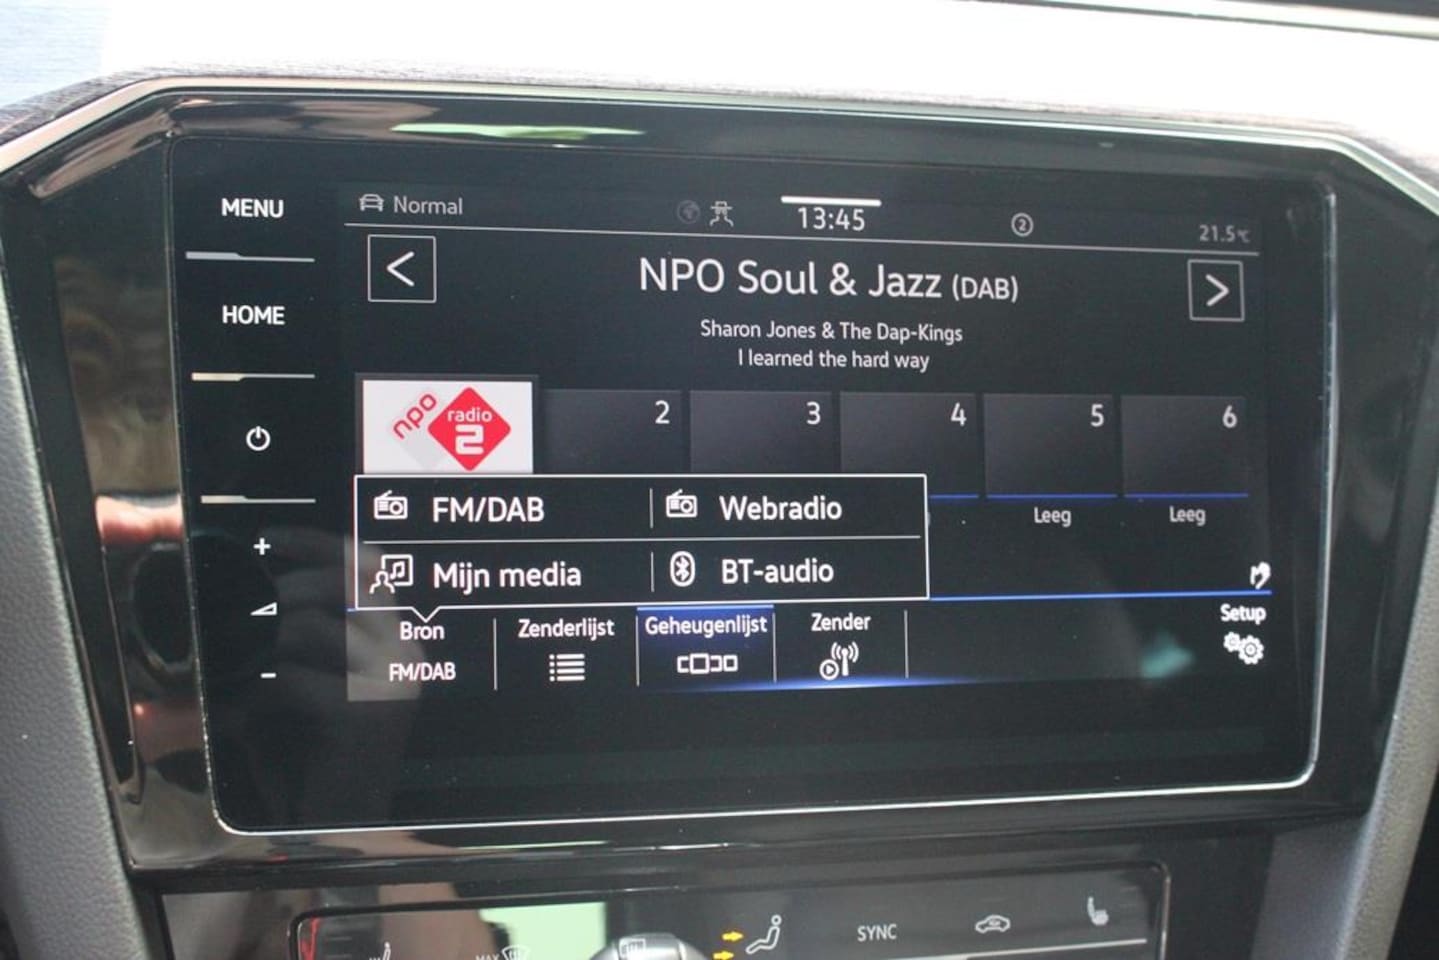 MENU
HOME
+
-
Normal
13:45
2
21.5°C
<
NPO Soul & Jazz (DAB)
>
Sharon Jones & The Dap-Kings
I learned the hard way
npo radio 2
2
3
4
5
6
Leeg
Leeg
FM/DAB
Webradio
Mijn media
BT-audio
Bron
Zenderlijst
Geheugenlijst
Zender
Setup
FM/DAB
MAX
SYNC